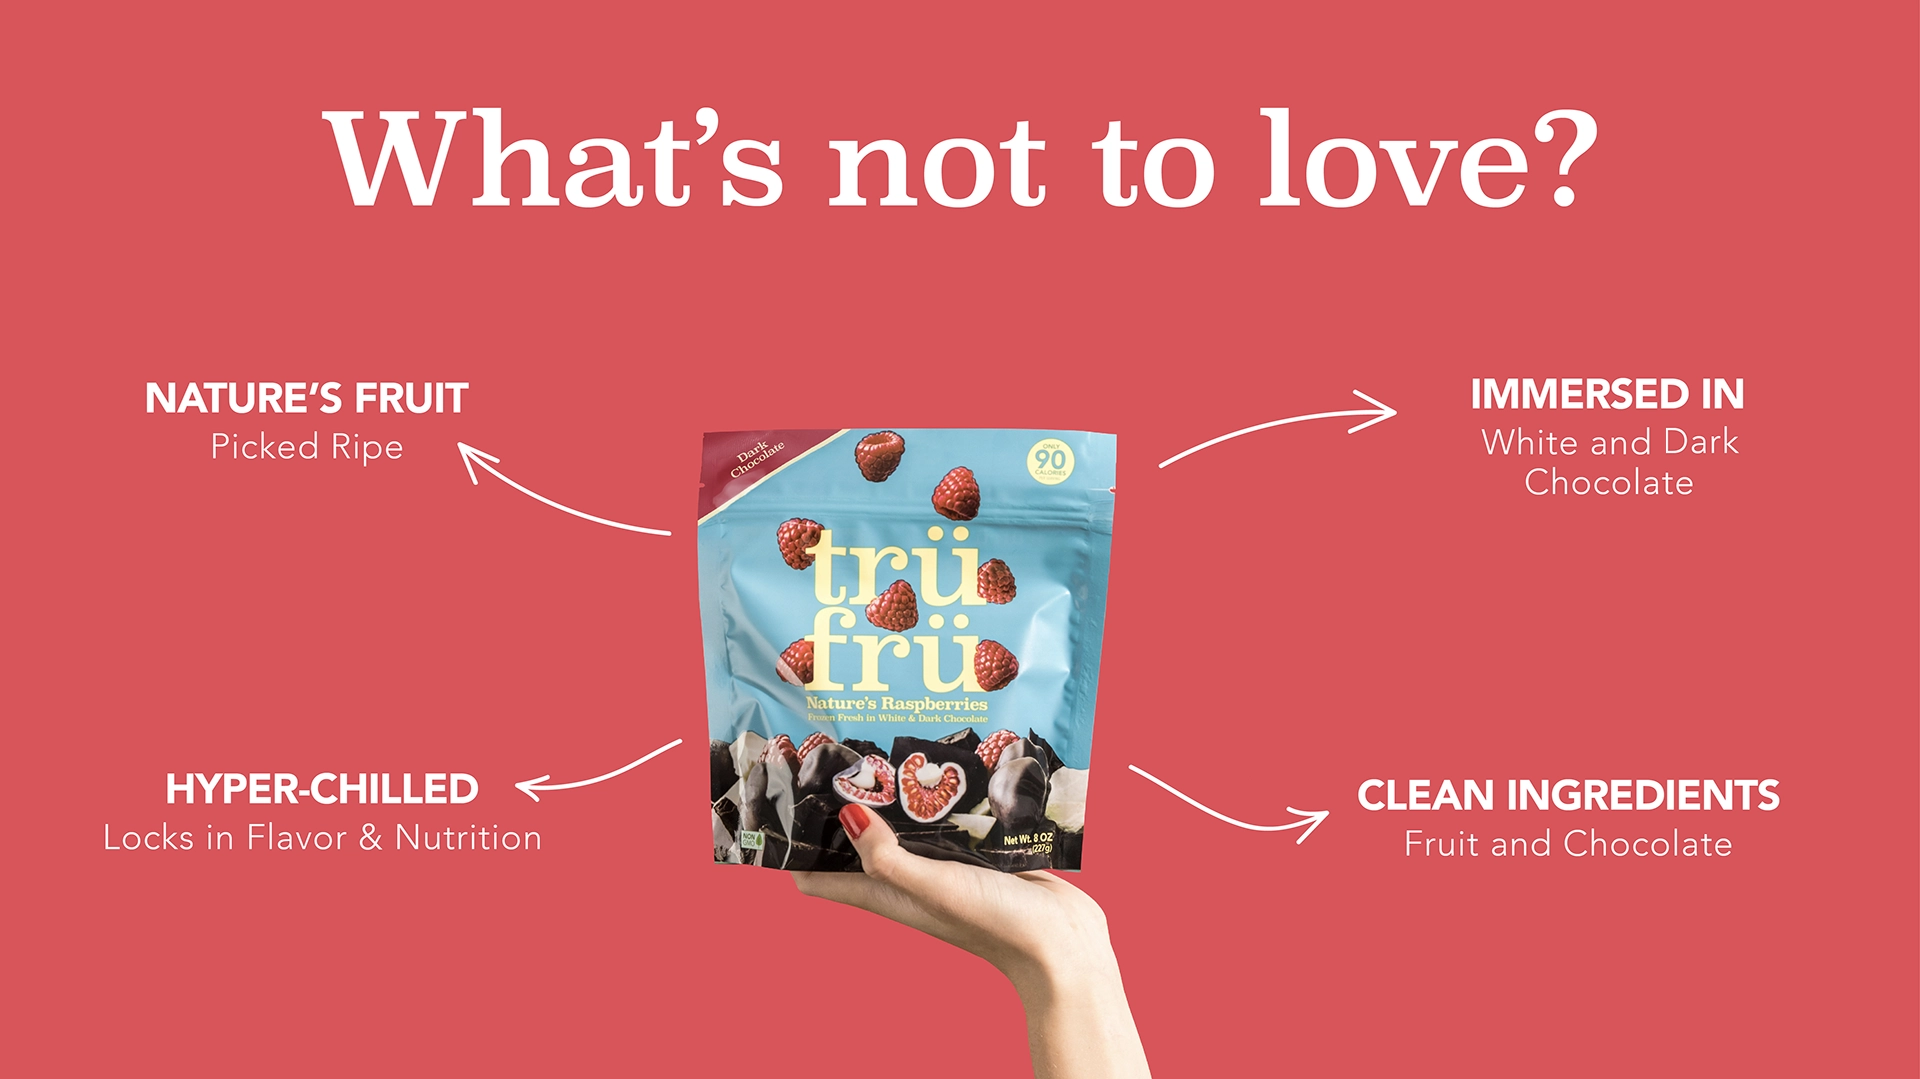 What's not to love?
NATURE'S FRUIT
Picked Ripe
IMMERSED IN
White and Dark
Chocolate
Dark
Chocolate
ONLY
90
CALORIES
trü
frü
Nature's Raspberries
Frozen Fresh in White & Dark Chocolate
NON
GMO
Net Wt. 8 OZ
(227g)
HYPER-CHILLED
Locks in Flavor & Nutrition
CLEAN INGREDIENTS
Fruit and Chocolate